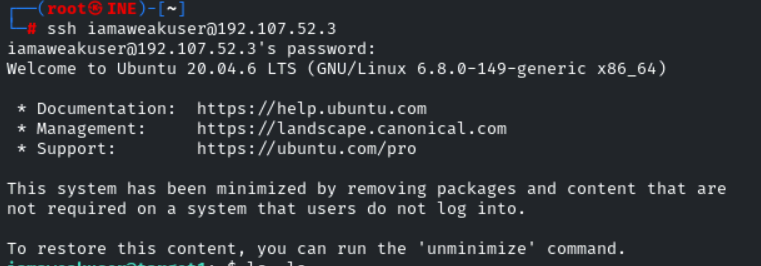 ┌──(root㉿INE)-[~]
└─# ssh iamaweakuser@192.107.52.3
iamaweakuser@192.107.52.3's password:
Welcome to Ubuntu 20.04.6 LTS (GNU/Linux 6.8.0-149-generic x86_64)
* Documentation:  https://help.ubuntu.com
* Management:     https://landscape.canonical.com
* Support:        https://ubuntu.com/pro
This system has been minimized by removing packages and content that are
not required on a system that users do not log into.
To restore this content, you can run the 'unminimize' command.